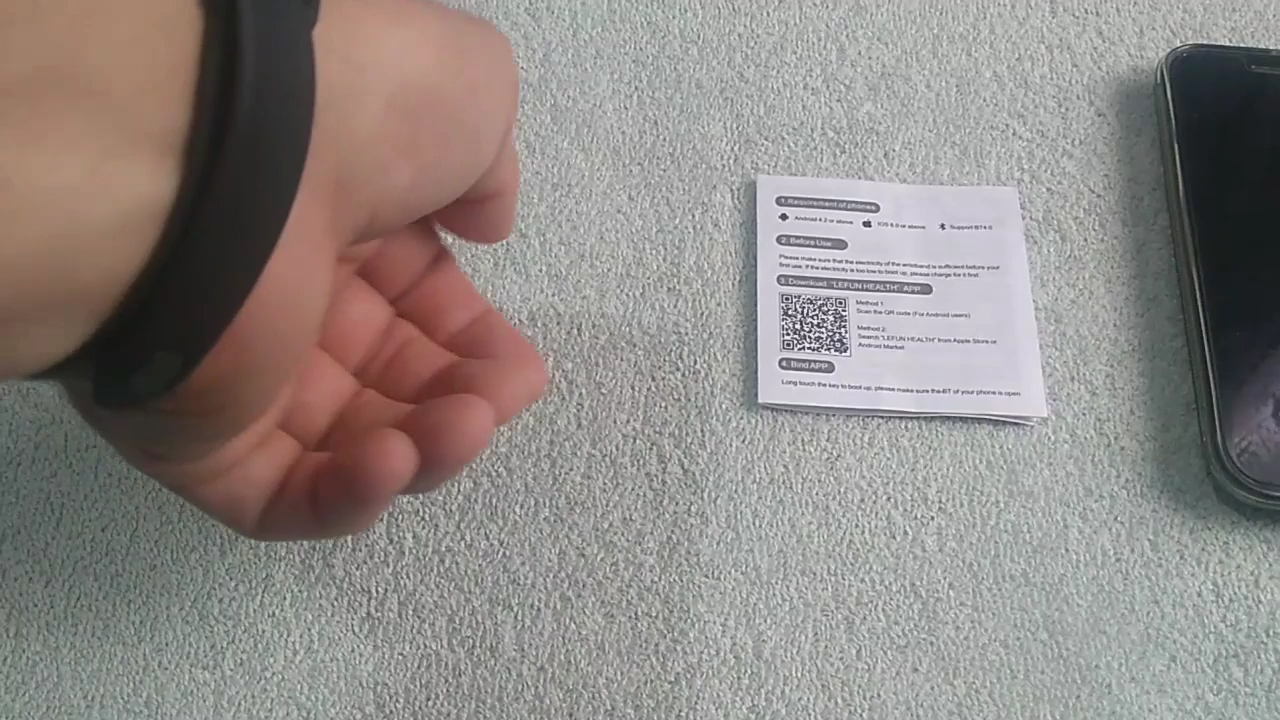 1. Requirement of phones
Android 4.2 or above IOS 8.0 or above Support BT4.0
2. Before Use
Please make sure that the electricity of the wristband is sufficient before your
first use. If the electricity is too low to boot up, please charge for it first.
3. Download "LEFUN HEALTH" APP
Method 1
Scan the QR code (For Android users)
Method 2:
Search "LEFUN HEALTH" from Apple Store or
Android Market
4. Bind APP
Long touch the key to boot up, please make sure the BT of your phone is open